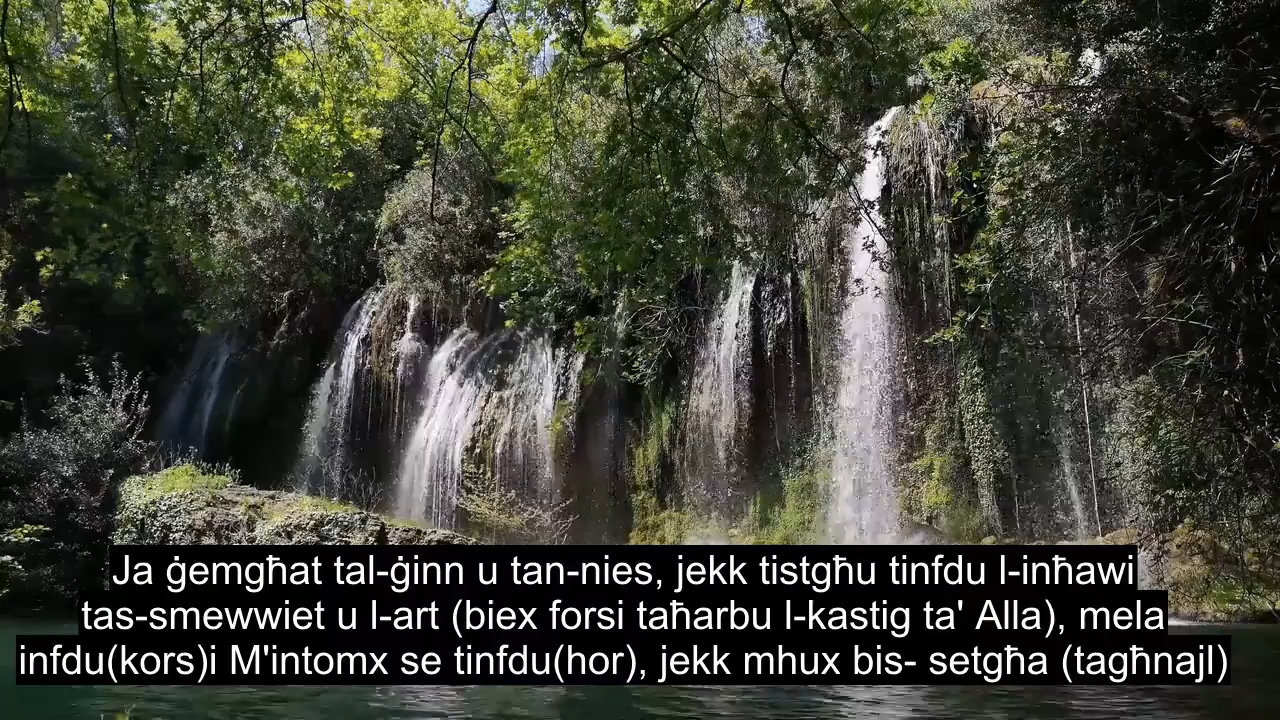 Ja ġemgħat tal-ġinn u tan-nies, jekk tistgħu tinfdu l-inħawi
tas-smewwiet u l-art (biex forsi taħarbu l-kastig ta' Alla), mela
infdu(kors)i M'intomx se tinfdu(hor), jekk mhux bis- setgħa (tagħnajl)